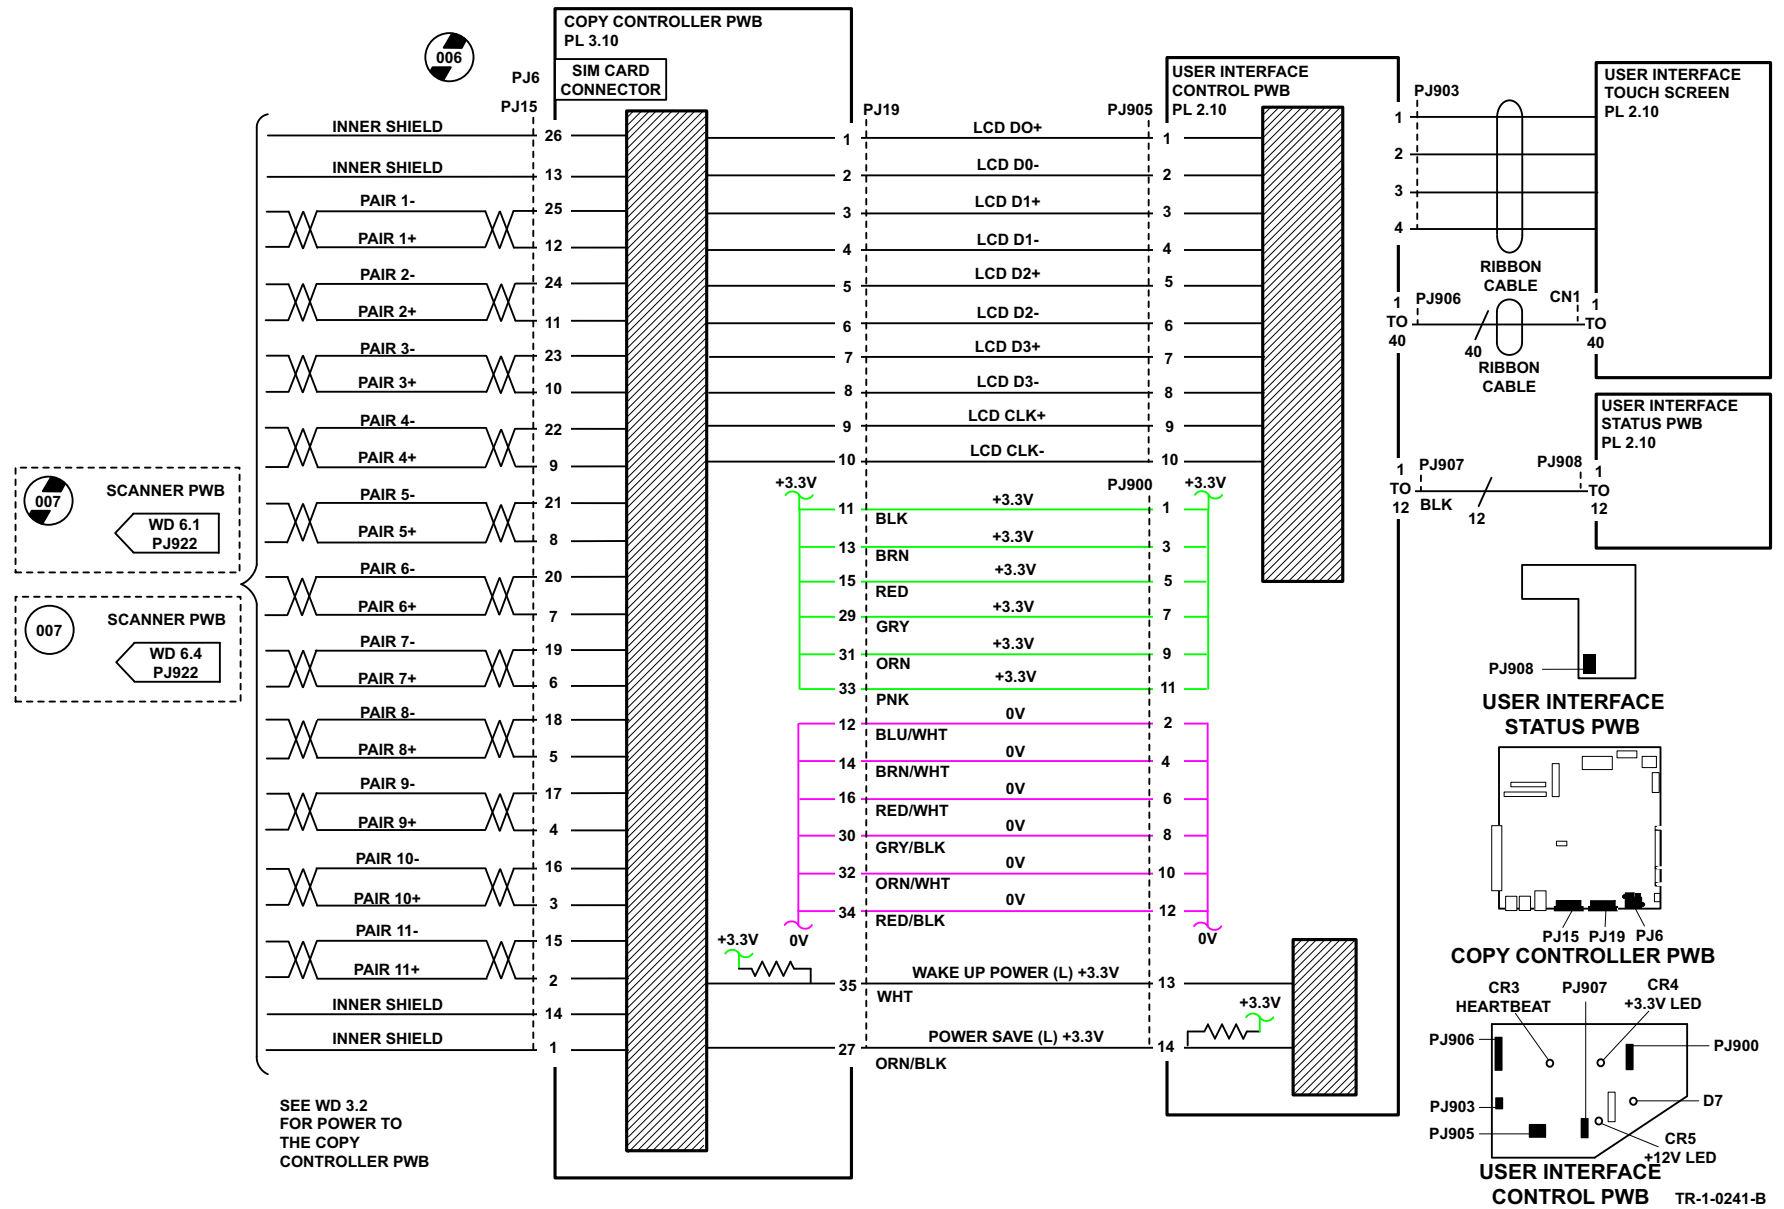 COPY CONTROLLER PWB
PL 3.10
006
PJ6
SIM CARD
CONNECTOR
PJ15
INNER SHIELD
26
INNER SHIELD
13
PAIR 1-
25
PAIR 1+
12
PAIR 2-
24
PAIR 2+
11
PAIR 3-
23
PAIR 3+
10
PAIR 4-
22
PAIR 4+
9
PAIR 5-
21
PAIR 5+
8
PAIR 6-
20
PAIR 6+
7
PAIR 7-
19
PAIR 7+
6
PAIR 8-
18
PAIR 8+
5
PAIR 9-
17
PAIR 9+
4
PAIR 10-
16
PAIR 10+
3
PAIR 11-
15
PAIR 11+
2
INNER SHIELD
14
INNER SHIELD
1
007
SCANNER PWB
WD 6.1
PJ922
007
SCANNER PWB
WD 6.4
PJ922
SEE WD 3.2
FOR POWER TO
THE COPY
CONTROLLER PWB
PJ19
PJ905
USER INTERFACE
CONTROL PWB
PL 2.10
1 LCD DO+ 1
2 LCD D0- 2
3 LCD D1+ 3
4 LCD D1- 4
5 LCD D2+ 5
6 LCD D2- 6
7 LCD D3+ 7
8 LCD D3- 8
9 LCD CLK+ 9
10 LCD CLK- 10
+3.3V
PJ900
+3.3V
11 BLK +3.3V 1
13 BRN +3.3V 3
15 RED +3.3V 5
29 GRY +3.3V 7
31 ORN +3.3V 9
33 PNK +3.3V 11
12 BLU/WHT 0V 2
14 BRN/WHT 0V 4
16 RED/WHT 0V 6
30 GRY/BLK 0V 8
32 ORN/WHT 0V 10
34 RED/BLK 0V 12
0V
0V
+3.3V
35 WHT WAKE UP POWER (L) +3.3V 13
+3.3V
27 ORN/BLK POWER SAVE (L) +3.3V 14
PJ903
1
2
3
4
RIBBON
CABLE
USER INTERFACE
TOUCH SCREEN
PL 2.10
1
TO
40
PJ906
40
RIBBON
CABLE
CN1
1
TO
40
USER INTERFACE
STATUS PWB
PL 2.10
1
TO
12
PJ907
BLK
12
PJ908
1
TO
12
PJ908
USER INTERFACE
STATUS PWB
PJ15 PJ19 PJ6
COPY CONTROLLER PWB
CR3
HEARTBEAT
PJ907
CR4
+3.3V LED
PJ906
PJ900
PJ903
D7
PJ905
CR5
+12V LED
USER INTERFACE
CONTROL PWB
TR-1-0241-B